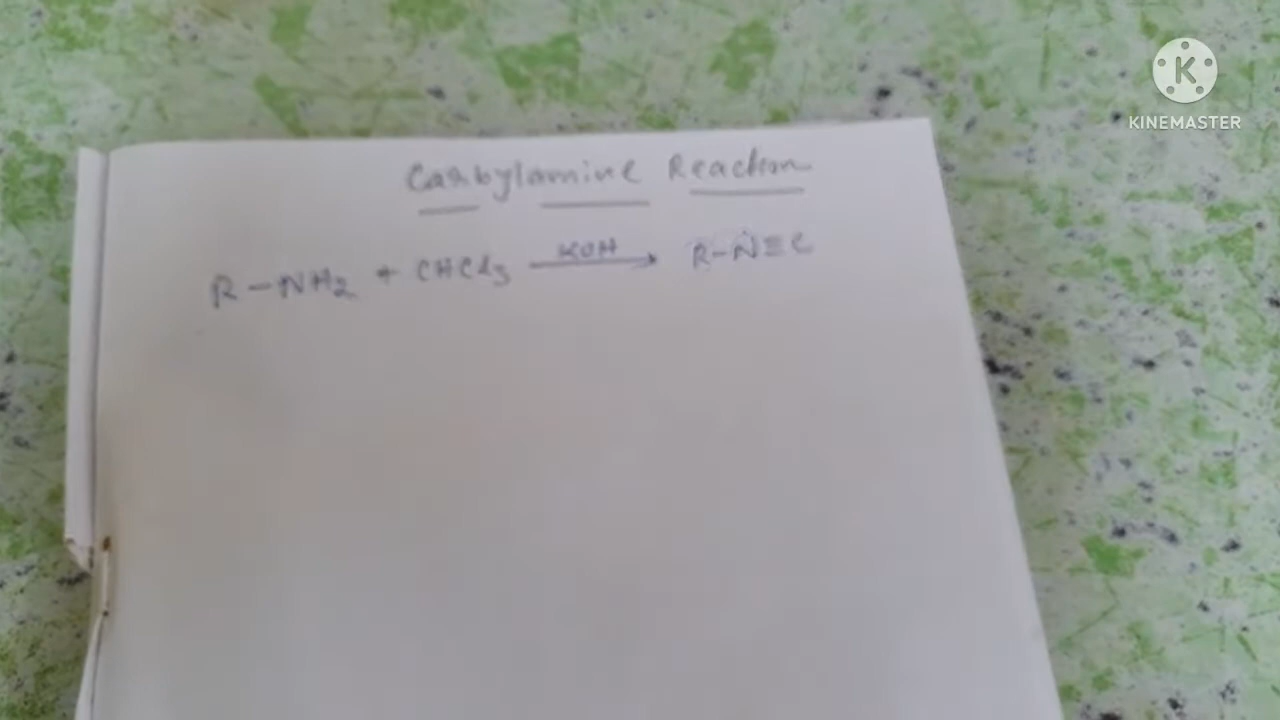 Carbylamine Reaction
R-NH₂ + CHCl₃ KOH→ R-N≡C
K
KINEMASTER